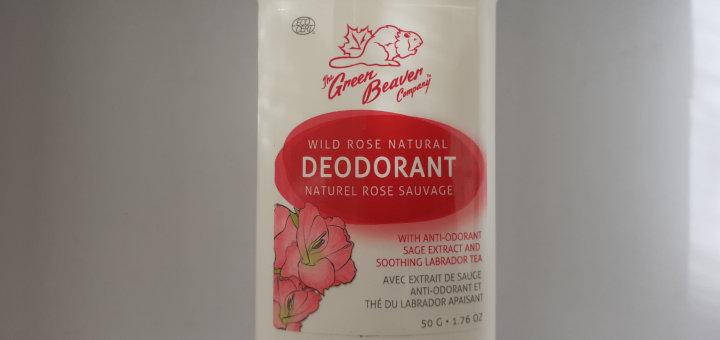 The
Green
Beaver
Company™
WILD ROSE NATURAL
DEODORANT
NATUREL ROSE SAUVAGE
WITH ANTI-ODORANT
SAGE EXTRACT AND
SOOTHING LABRADOR TEA
AVEC EXTRAIT DE SAUGE
ANTI-ODORANT ET
THÉ DU LABRADOR APAISANT
50 G • 1.76 OZ